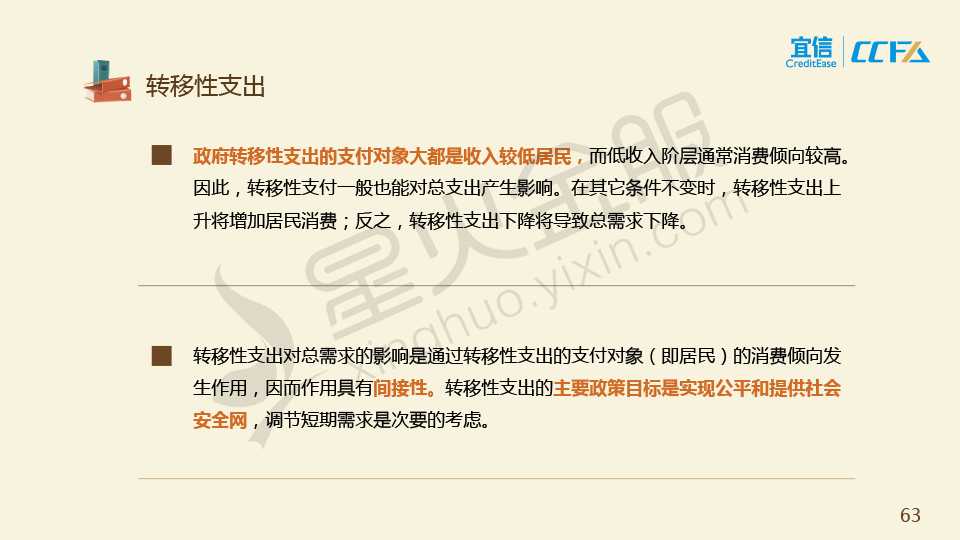 宜信
CreditEase
CCFA
转移性支出
政府转移性支出的支付对象大都是收入较低居民，而低收入阶层通常消费倾向较高。
因此，转移性支付一般也能对总支出产生影响。在其它条件不变时，转移性支出上
升将增加居民消费；反之，转移性支出下降将导致总需求下降。
转移性支出对总需求的影响是通过转移性支出的支付对象（即居民）的消费倾向发
生作用，因而作用具有间接性。转移性支出的主要政策目标是实现公平和提供社会
安全网，调节短期需求是次要的考虑。
星火金服
xinghuo.yixin.com
63